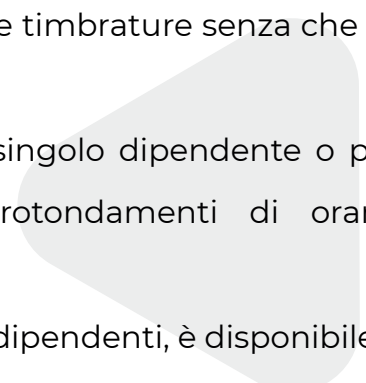 e timbrature senza che
singolo dipendente o p
rotondamenti di orar
dipendenti, è disponibile